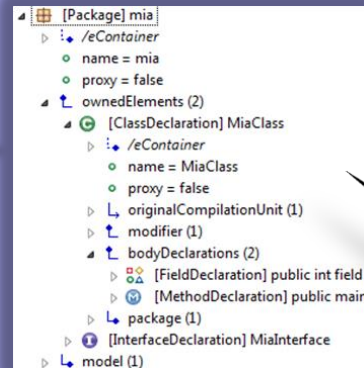 [Package] mia
/eContainer
name = mia
proxy = false
ownedElements (2)
[ClassDeclaration] MiaClass
/eContainer
name = MiaClass
proxy = false
originalCompilationUnit (1)
modifier (1)
bodyDeclarations (2)
[FieldDeclaration] public int field
[MethodDeclaration] public main
package (1)
[InterfaceDeclaration] MiaInterface
model (1)